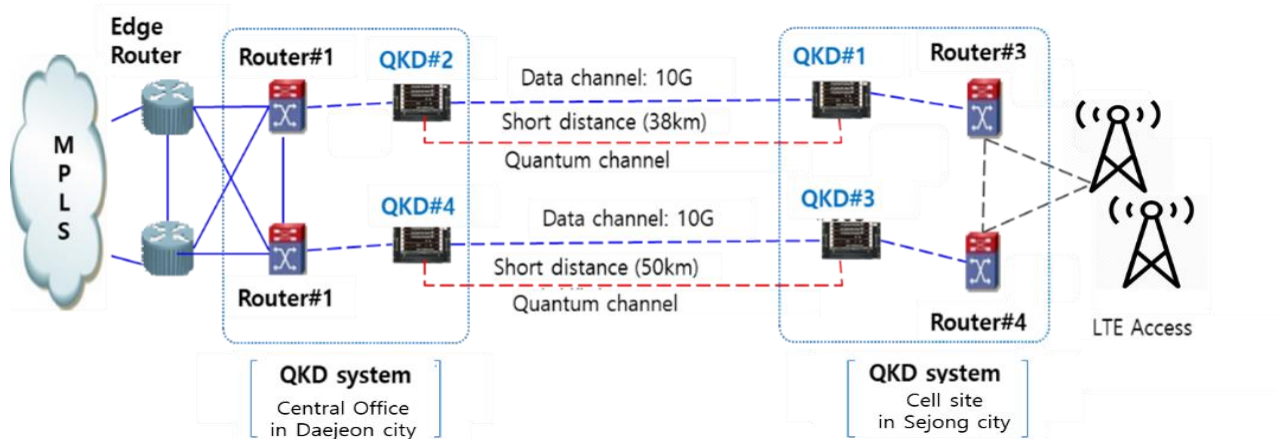 Edge
Router
Router#1
QKD#2
QKD#1
Router#3
Data channel: 10G
Short distance (38km)
Quantum channel
M
P
L
S
QKD#4
QKD#3
Data channel: 10G
Short distance (50km)
Quantum channel
Router#1
Router#4
LTE Access
QKD system
Central Office
in Daejeon city
QKD system
Cell site
in Sejong city